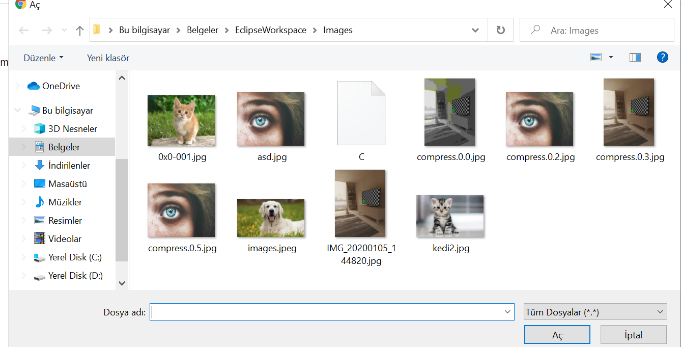 Aç
Bu bilgisayar > Belgeler > EclipseWorkspace > Images
Ara: Images
Düzenle
Yeni klasör
m
OneDrive
Bu bilgisayar
3D Nesneler
Belgeler
İndirilenler
Masaüstü
Müzikler
Resimler
Videolar
Yerel Disk (C:)
Yerel Disk (D:)
0x0-001.jpg
asd.jpg
C
compress.0.0.jpg
compress.0.2.jpg
compress.0.3.jpg
compress.0.5.jpg
images.jpeg
IMG_20200105_1
44820.jpg
kedi2.jpg
Dosya adı:
Tüm Dosyalar (*.*)
Aç
İptal